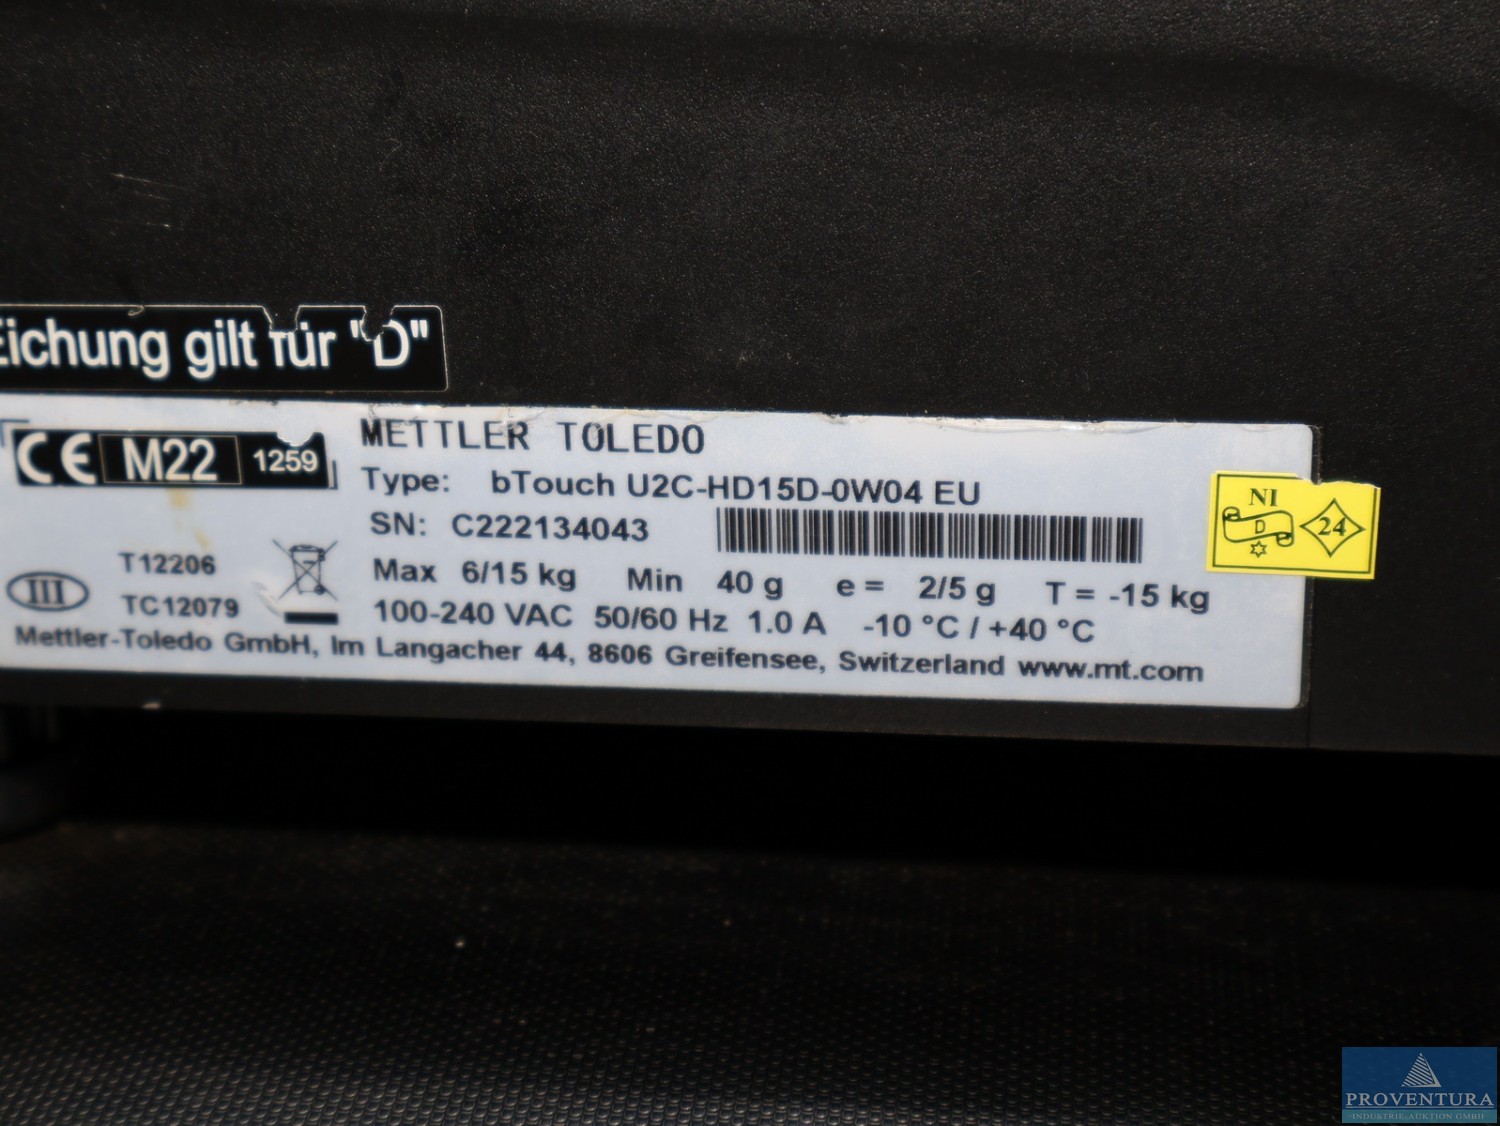 Eichung gilt für "D"
CE M22 1259
METTLER TOLEDO
Type: bTouch U2C-HD15D-0W04 EU
SN: C222134043
NI
D
24
T12206
Max 6/15 kg Min 40 g e = 2/5 g T = -15 kg
III
TC12079
100-240 VAC 50/60 Hz 1.0 A -10 °C / +40 °C
Mettler-Toledo GmbH, Im Langacher 44, 8606 Greifensee, Switzerland www.mt.com
PROVENTURA
INDUSTRIE-AUKTION GMBH